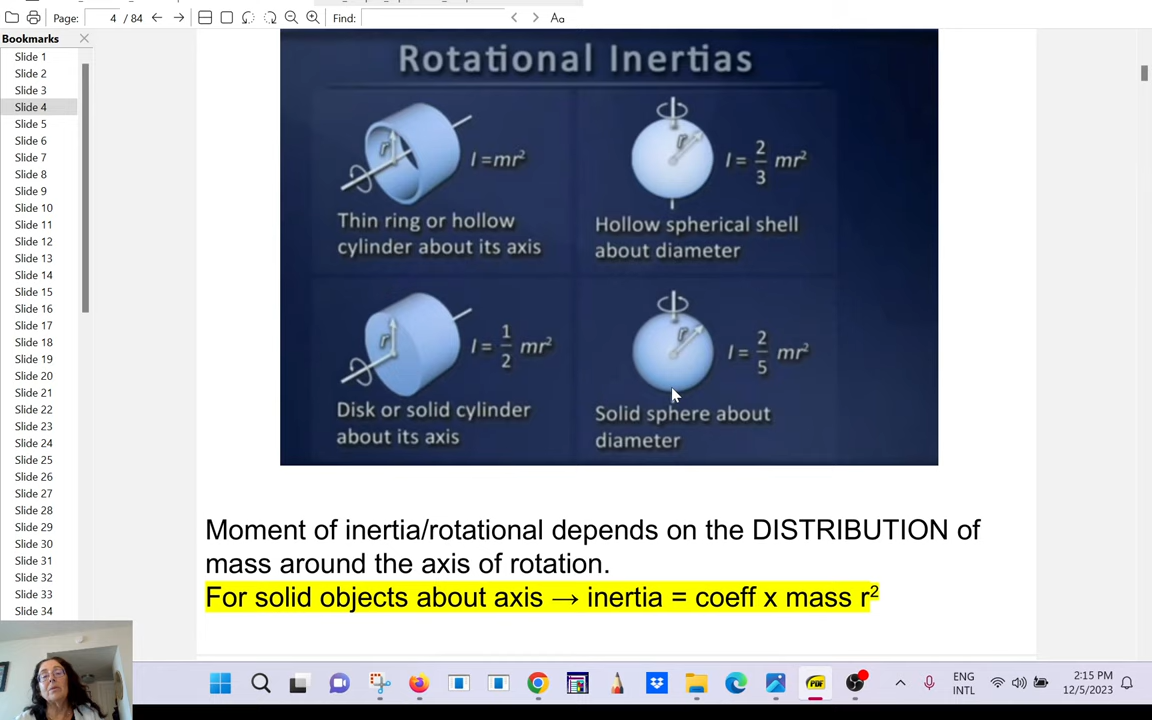 Page: 4 / 84 Find: Aa
Bookmarks
Slide 1
Slide 2
Slide 3
Slide 4
Slide 5
Slide 6
Slide 7
Slide 8
Slide 9
Slide 10
Slide 11
Slide 12
Slide 13
Slide 14
Slide 15
Slide 16
Slide 17
Slide 18
Slide 19
Slide 20
Slide 21
Slide 22
Slide 23
Slide 24
Slide 25
Slide 26
Slide 27
Slide 28
Slide 29
Slide 30
Slide 31
Slide 32
Slide 33
Slide 34
Rotational Inertias
r
I = mr²
Thin ring or hollow
cylinder about its axis
r
I = 2/3 mr²
Hollow spherical shell
about diameter
r
I = 1/2 mr²
Disk or solid cylinder
about its axis
r
I = 2/5 mr²
Solid sphere about
diameter
Moment of inertia/rotational depends on the DISTRIBUTION of
mass around the axis of rotation.
For solid objects about axis → inertia = coeff x mass r²
ENG
INTL
2:15 PM
12/5/2023